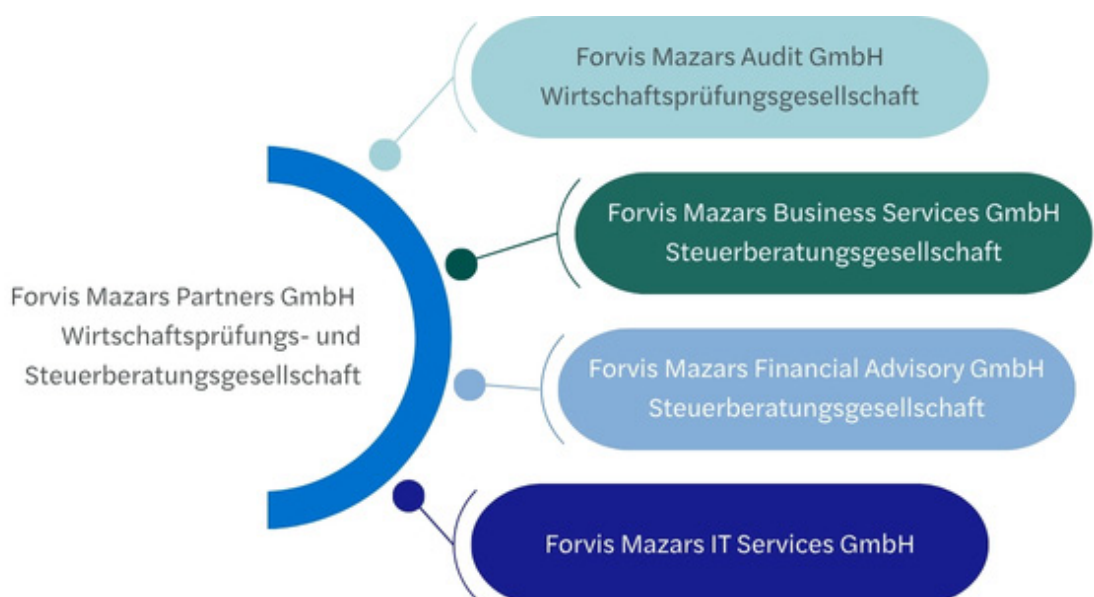 Forvis Mazars Partners GmbH
Wirtschaftsprüfungs- und
Steuerberatungsgesellschaft
Forvis Mazars Audit GmbH
Wirtschaftsprüfungsgesellschaft
Forvis Mazars Business Services GmbH
Steuerberatungsgesellschaft
Forvis Mazars Financial Advisory GmbH
Steuerberatungsgesellschaft
Forvis Mazars IT Services GmbH